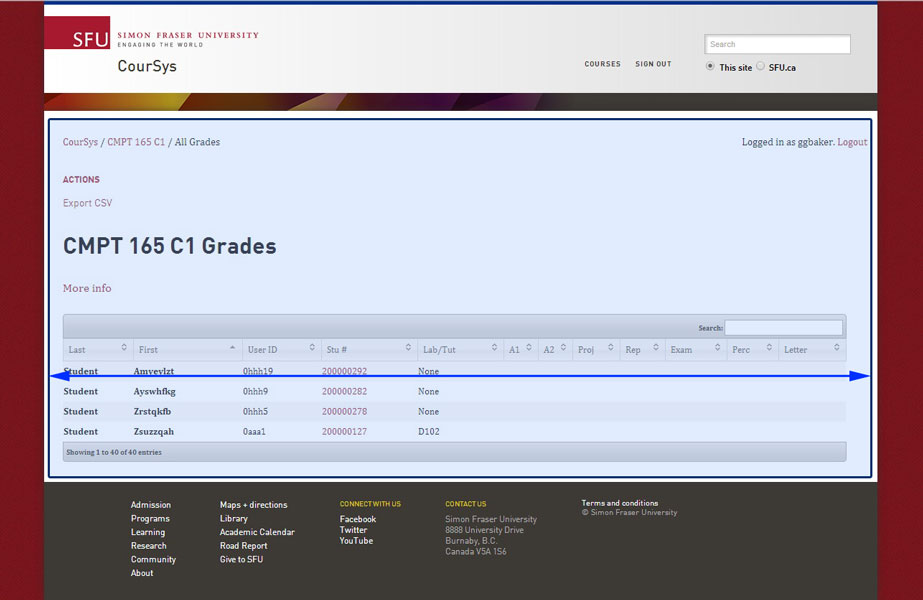 SFU SIMON FRASER UNIVERSITY
ENGAGING THE WORLD
CourSys
COURSES SIGN OUT
Search
This site SFU.ca
CourSys / CMPT 165 C1 / All Grades
Logged in as ggbaker. Logout
ACTIONS
Export CSV
CMPT 165 C1 Grades
More info
Search:
Last First User ID Stu # Lab/Tut A1 A2 Proj Rep Exam Perc Letter
Student Amyevlzt 0hhh19 200000292 None
Student Ayswhfkg 0hhh9 200000282 None
Student Zrstqkfb 0hhh5 200000278 None
Student Zsuzzqah 0aaa1 200000127 D102
Showing 1 to 40 of 40 entries
Admission
Programs
Learning
Research
Community
About
Maps + directions
Library
Academic Calendar
Road Report
Give to SFU
CONNECT WITH US
Facebook
Twitter
YouTube
CONTACT US
Simon Fraser University
8888 University Drive
Burnaby, B.C.
Canada V5A 1S6
Terms and conditions
© Simon Fraser University